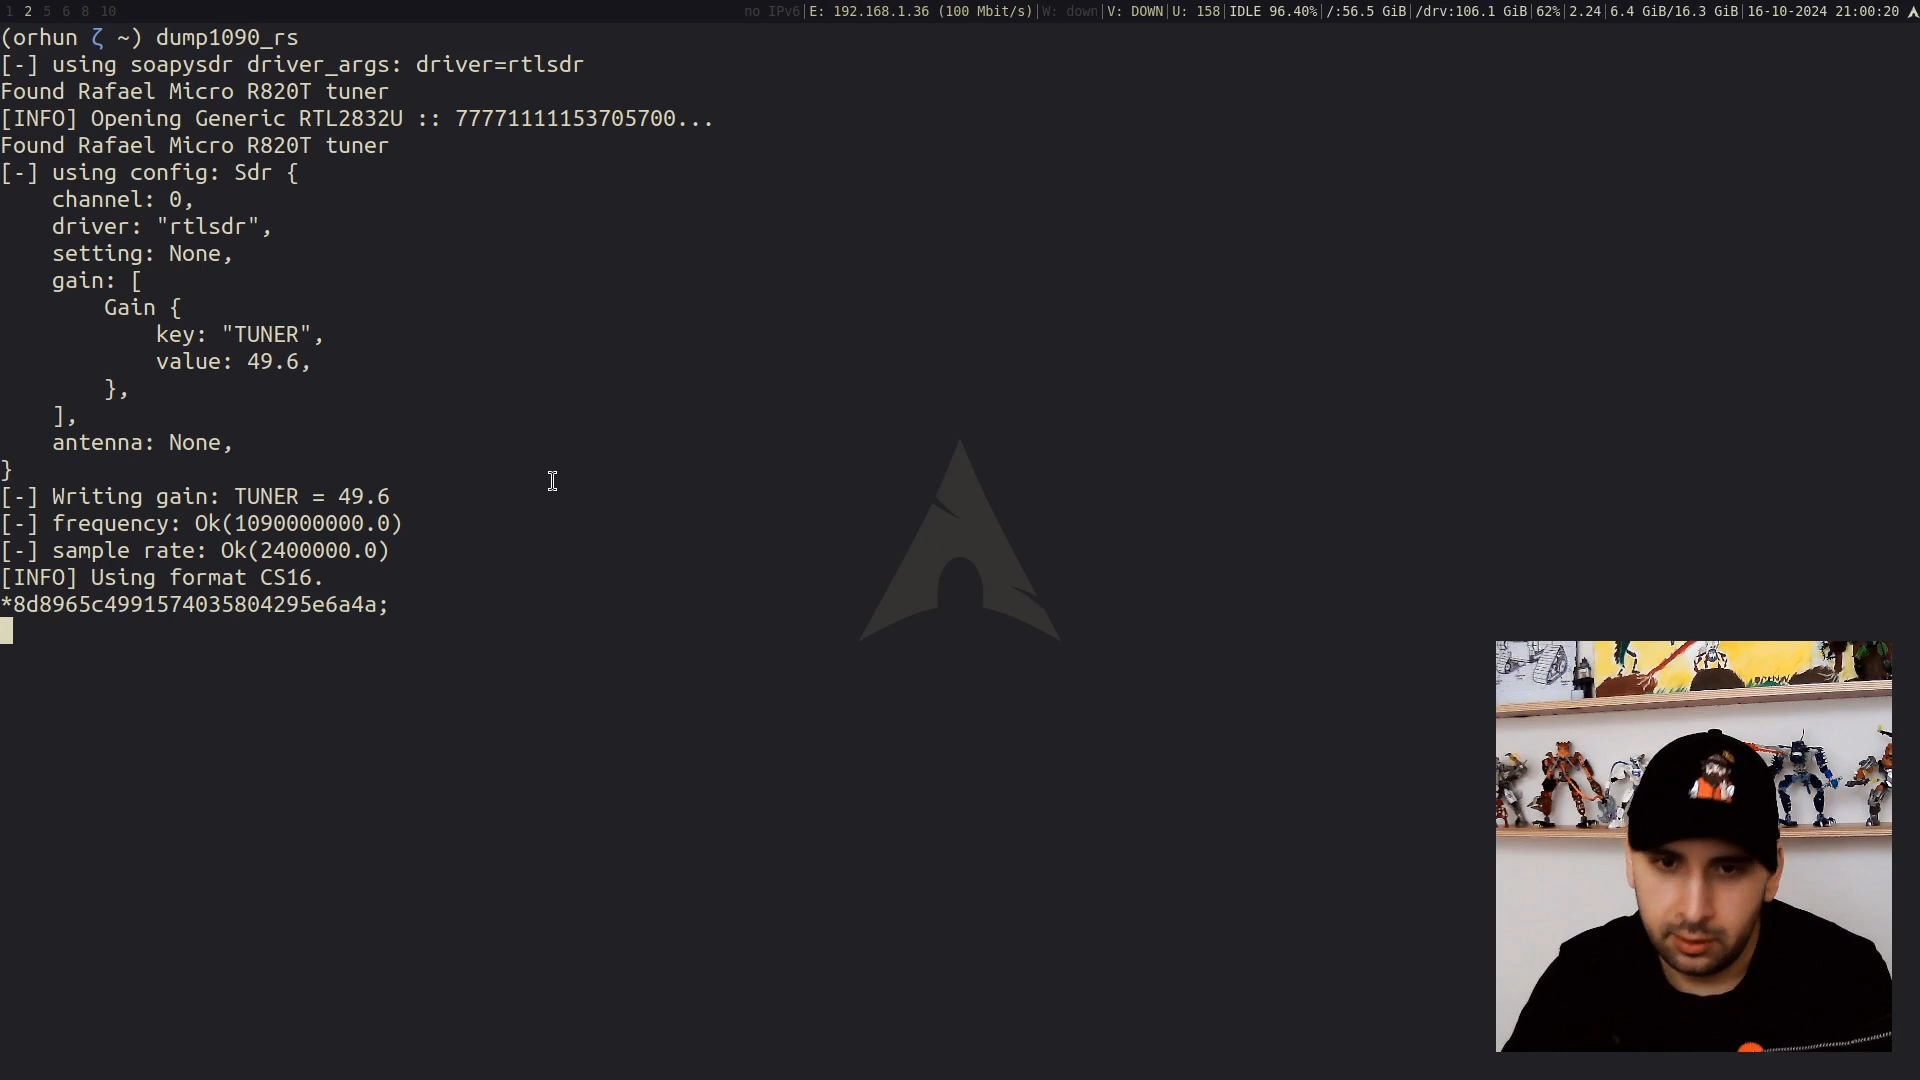 1 2 5 6 8 10 no IPv6|E: 192.168.1.36 (100 Mbit/s)|W: down|V: DOWN|U: 158|IDLE 96.40%|/:56.5 GiB|/drv:106.1 GiB|62%|2.24|6.4 GiB/16.3 GiB|16-10-2024 21:00:20
(orhun ζ ~) dump1090_rs
[-] using soapysdr driver_args: driver=rtlsdr
Found Rafael Micro R820T tuner
[INFO] Opening Generic RTL2832U :: 77771111153705700...
Found Rafael Micro R820T tuner
[-] using config: Sdr {
    channel: 0,
    driver: "rtlsdr",
    setting: None,
    gain: [
        Gain {
            key: "TUNER",
            value: 49.6,
        },
    ],
    antenna: None,
}
[-] Writing gain: TUNER = 49.6
[-] frequency: Ok(1090000000.0)
[-] sample rate: Ok(2400000.0)
[INFO] Using format CS16.
*8d8965c4991574035804295e6a4a;